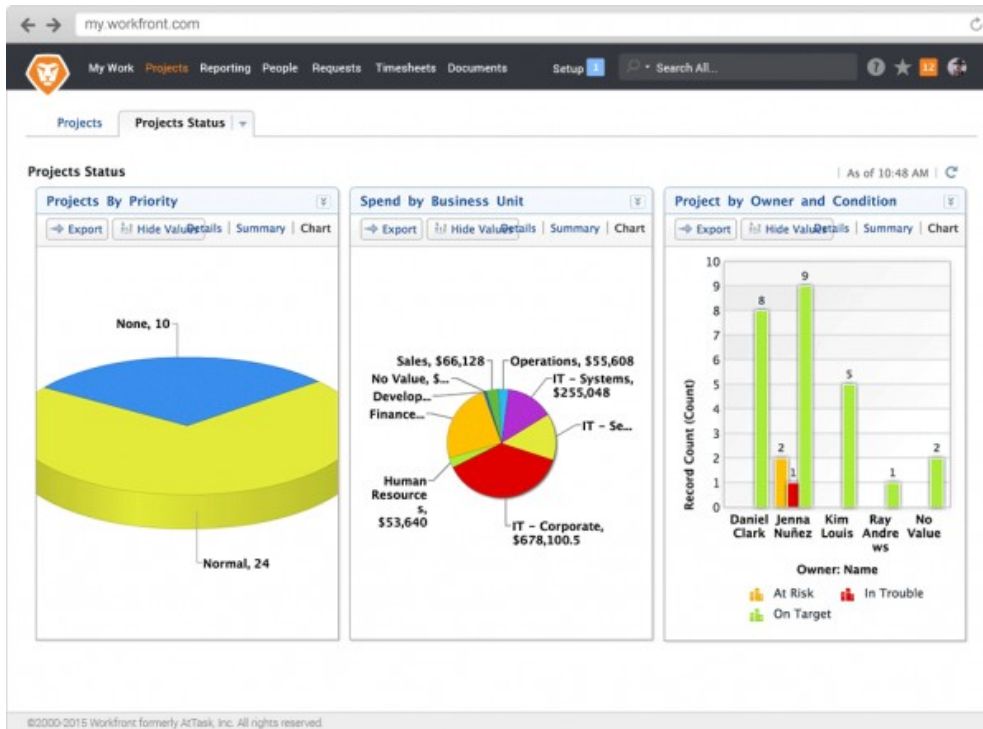 my.workfront.com
My Work Projects Reporting People Requests Timesheets Documents Setup 1 Search All... 12
Projects Projects Status
Projects Status
As of 10:48 AM
Projects By Priority
Export Hide Values Details Summary Chart
None, 10
Normal, 24
Spend by Business Unit
Export Hide Values Details Summary Chart
Sales, $66,128
Operations, $55,608
No Value, $...
IT - Systems,
$255,048
Develop...
Finance...
IT - Se...
Human
Resource
s,
$53,640
IT - Corporate,
$678,100.5
Project by Owner and Condition
Export Hide Values Details Summary Chart
Record Count (Count)
10
9
8
7
6
5
4
3
2
1
0
8
2
1
9
5
1
2
Daniel
Clark
Jenna
Nuñez
Kim
Louis
Ray
Andre
ws
No
Value
Owner: Name
At Risk
In Trouble
On Target
©2000-2015 Workfront formerly AtTask, Inc. All rights reserved.